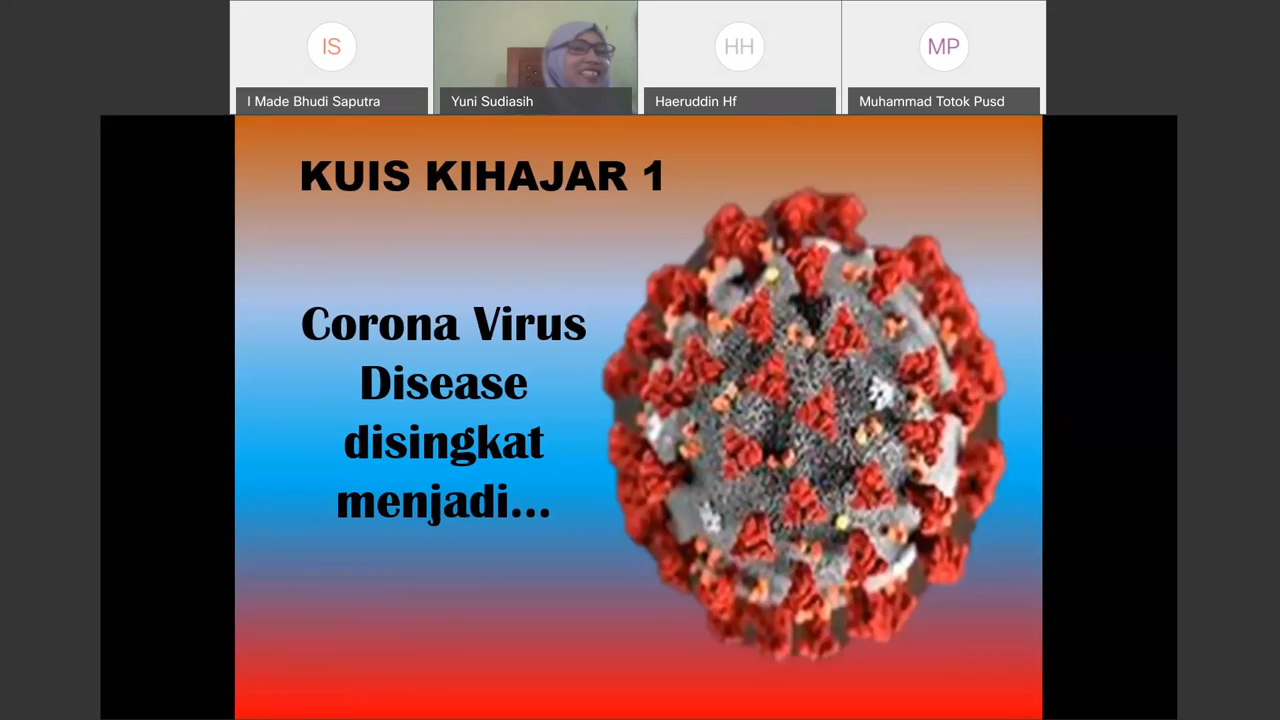 IS
HH
MP
I Made Bhudi Saputra
Yuni Sudiasih
Haeruddin Hf
Muhammad Totok Pusd
KUIS KIHAJAR 1
Corona Virus
Disease
disingkat
menjadi...